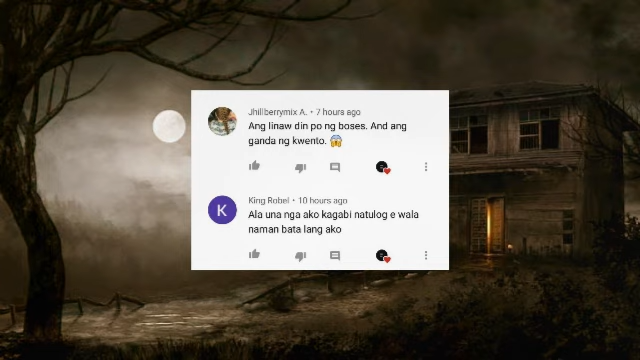 Jhillberrymix A. • 7 hours ago
Ang linaw din po ng boses. And ang
ganda ng kwento. 😱
K
King Robel • 10 hours ago
Ala una nga ako kagabi natulog e wala
naman bata lang ako